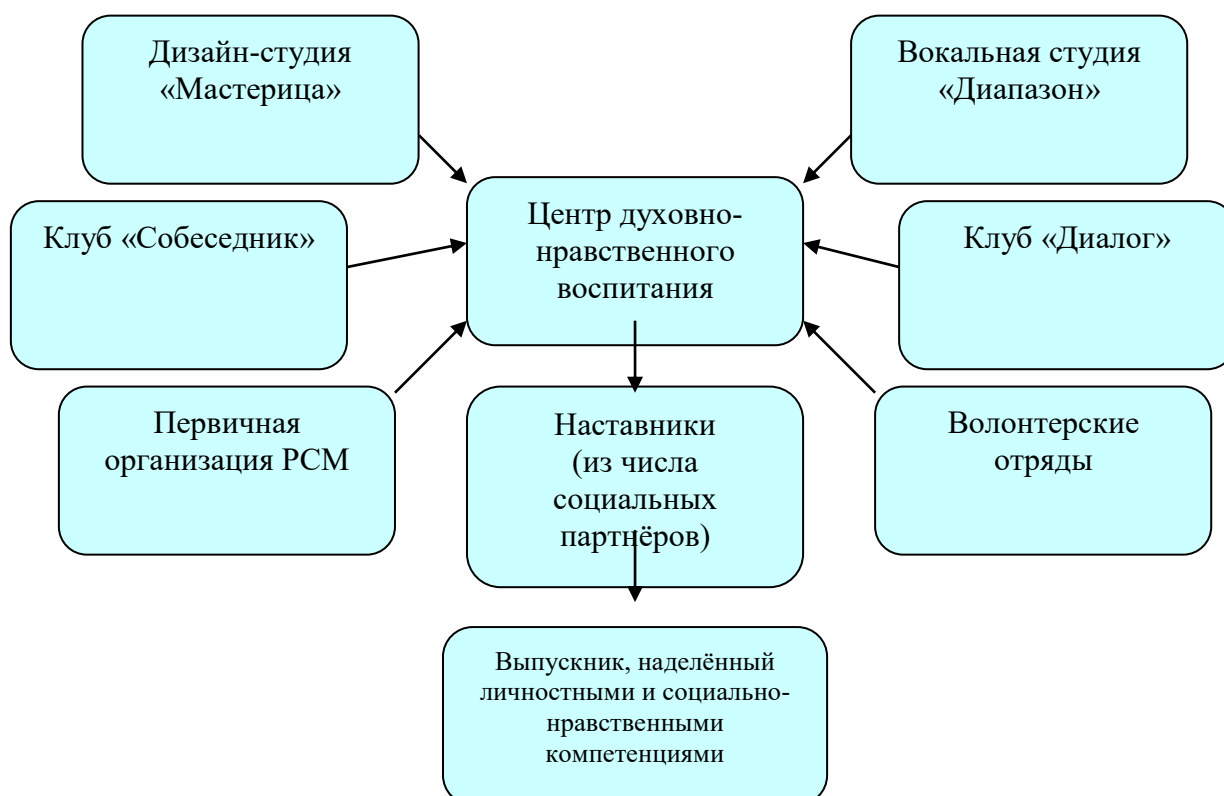 Дизайн-студия
«Мастерица»
Вокальная студия
«Диапазон»
Центр духовно-
нравственного
воспитания
Клуб «Собеседник»
Клуб «Диалог»
Первичная
организация РСМ
Наставники
(из числа
социальных
партнёров)
Волонтерские
отряды
Выпускник, наделённый
личностными и социально-
нравственными
компетенциями